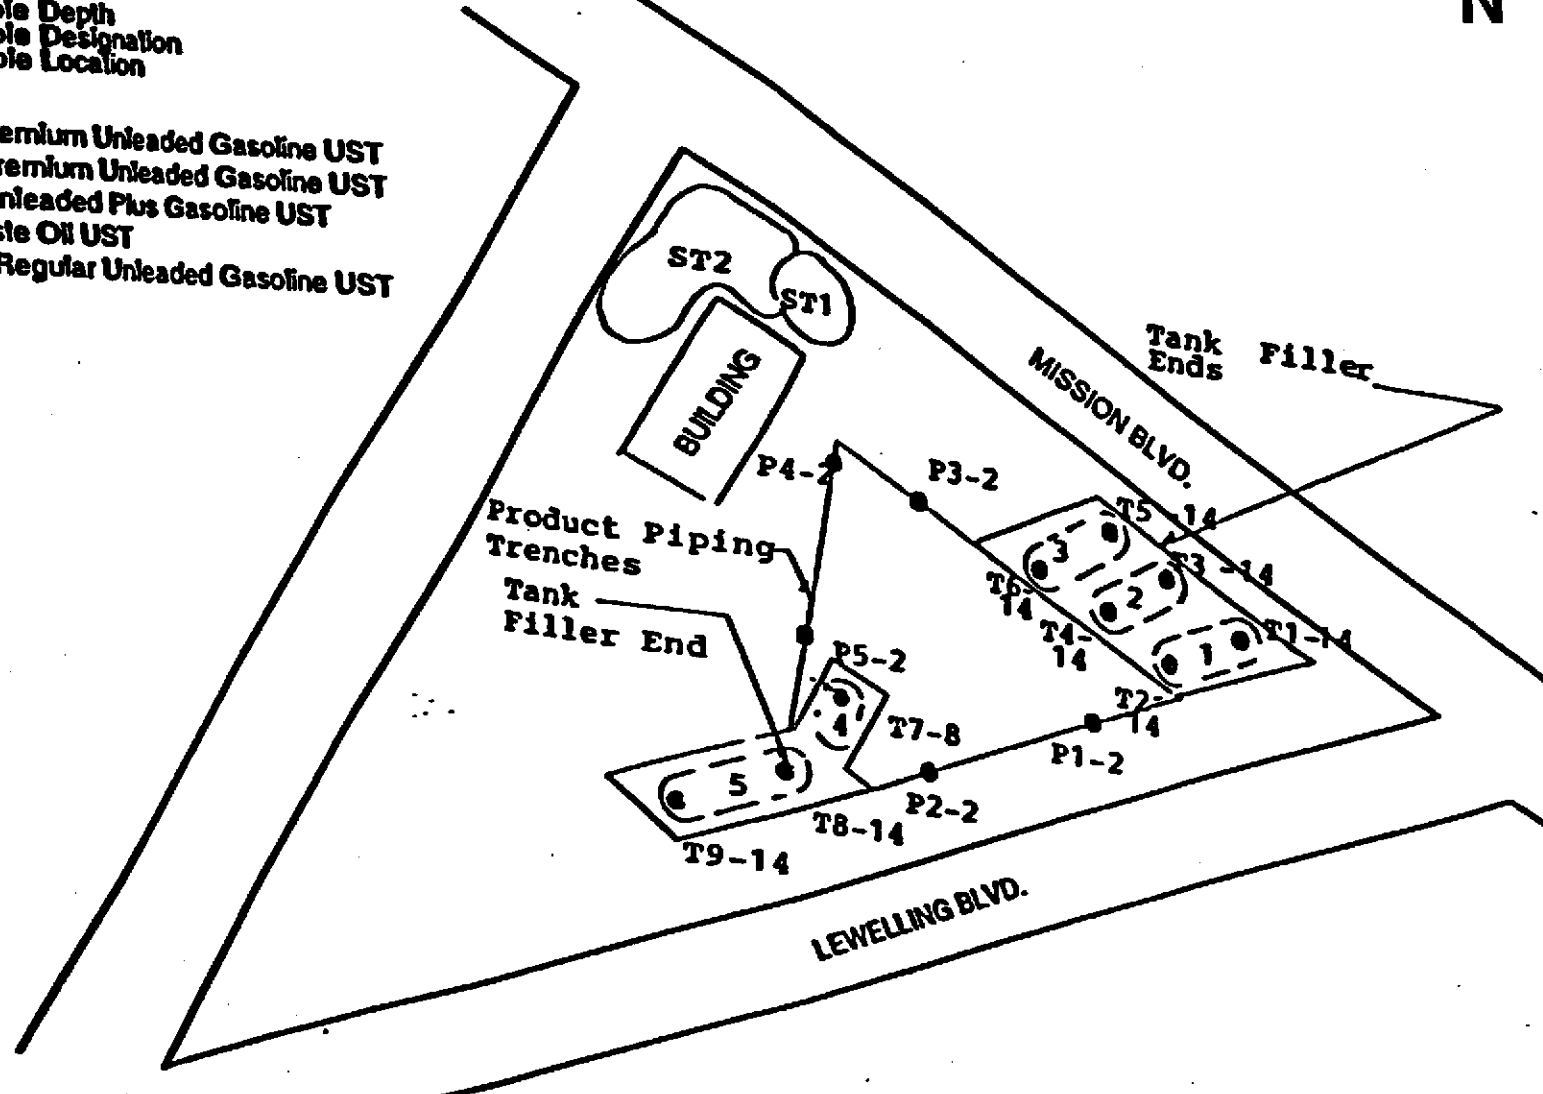 ple Depth
ple Designation
ple Location
N
emium Unleaded Gasoline UST
remium Unleaded Gasoline UST
nleaded Plus Gasoline UST
ste Oil UST
Regular Unleaded Gasoline UST
ST2
ST1
BUILDING
MISSION BLVD.
Tank Filler
Ends
P4-2
P3-2
Product Piping
Trenches
Tank
Filler End
T5-14
3
T3-14
T6-
14
2
T4-
14
T1-14
1
T2-
14
P5-2
4
T7-8
P1-2
5
P2-2
T8-14
T9-14
LEWELLING BLVD.